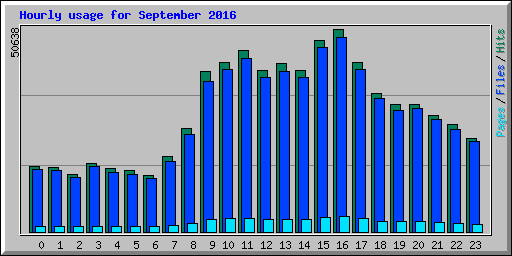 Hourly usage for September 2016
50638
Pages/Files/Hits
0 1 2 3 4 5 6 7 8 9 10 11 12 13 14 15 16 17 18 19 20 21 22 23